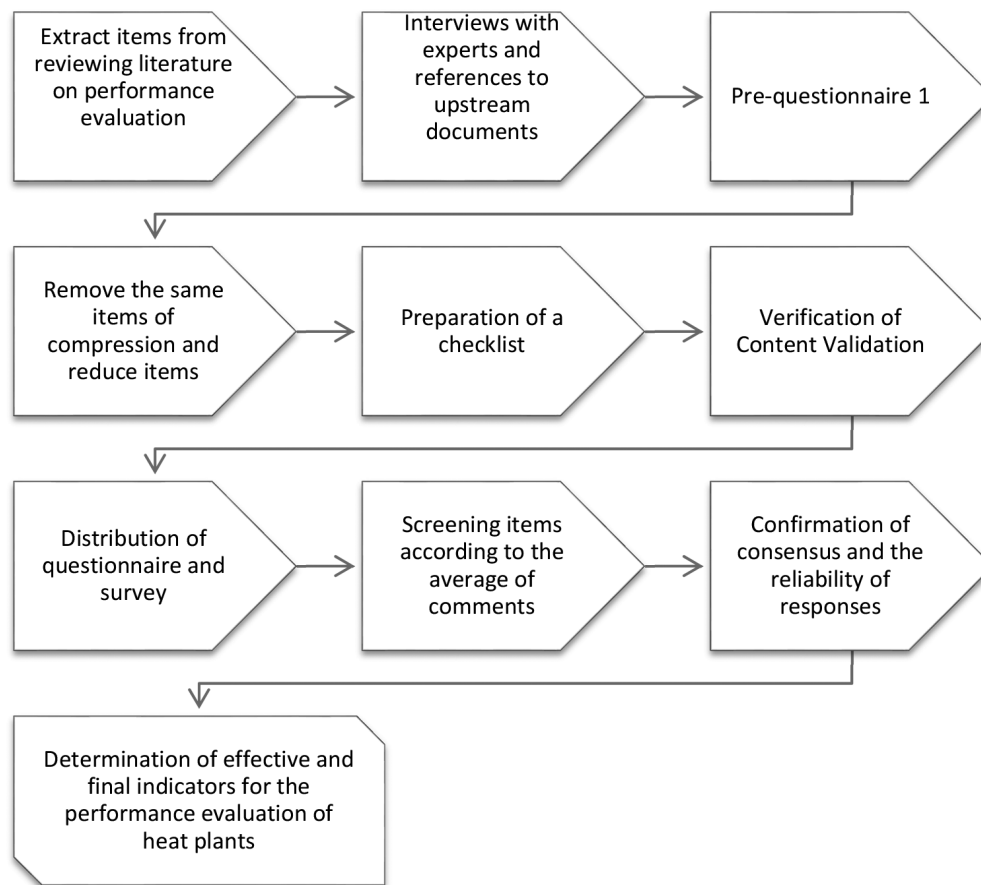 Extract items from
reviewing literature
on performance
evaluation
Interviews with
experts and
references to
upstream
documents
Pre-questionnaire 1
Remove the same
items of
compression and
reduce items
Preparation of a
checklist
Verification of
Content Validation
Distribution of
questionnaire and
survey
Screening items
according to the
average of
comments
Confirmation of
consensus and the
reliability of
responses
Determination of effective and
final indicators for the
performance evaluation of
heat plants